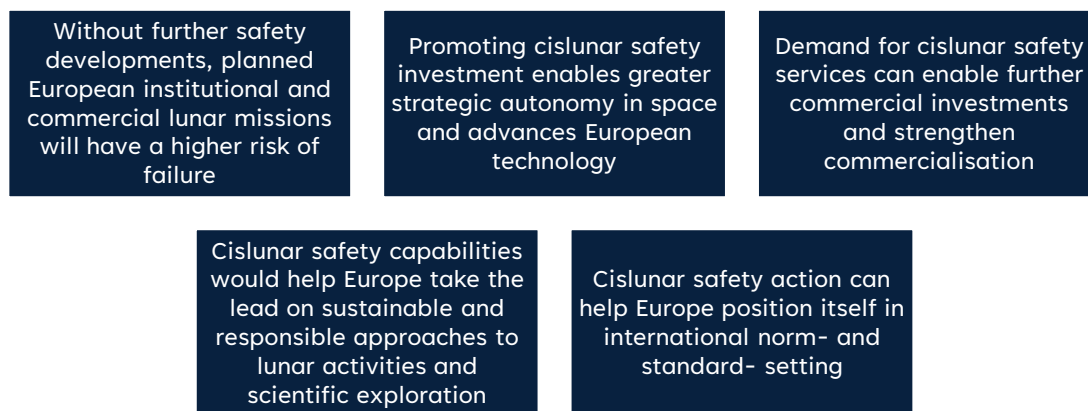 Without further safety
developments, planned
European institutional and
commercial lunar missions
will have a higher risk of
failure
Promoting cislunar safety
investment enables greater
strategic autonomy in space
and advances European
technology
Demand for cislunar safety
services can enable further
commercial investments
and strengthen
commercialisation
Cislunar safety capabilities
would help Europe take the
lead on sustainable and
responsible approaches to
lunar activities and
scientific exploration
Cislunar safety action can
help Europe position itself in
international norm- and
standard- setting